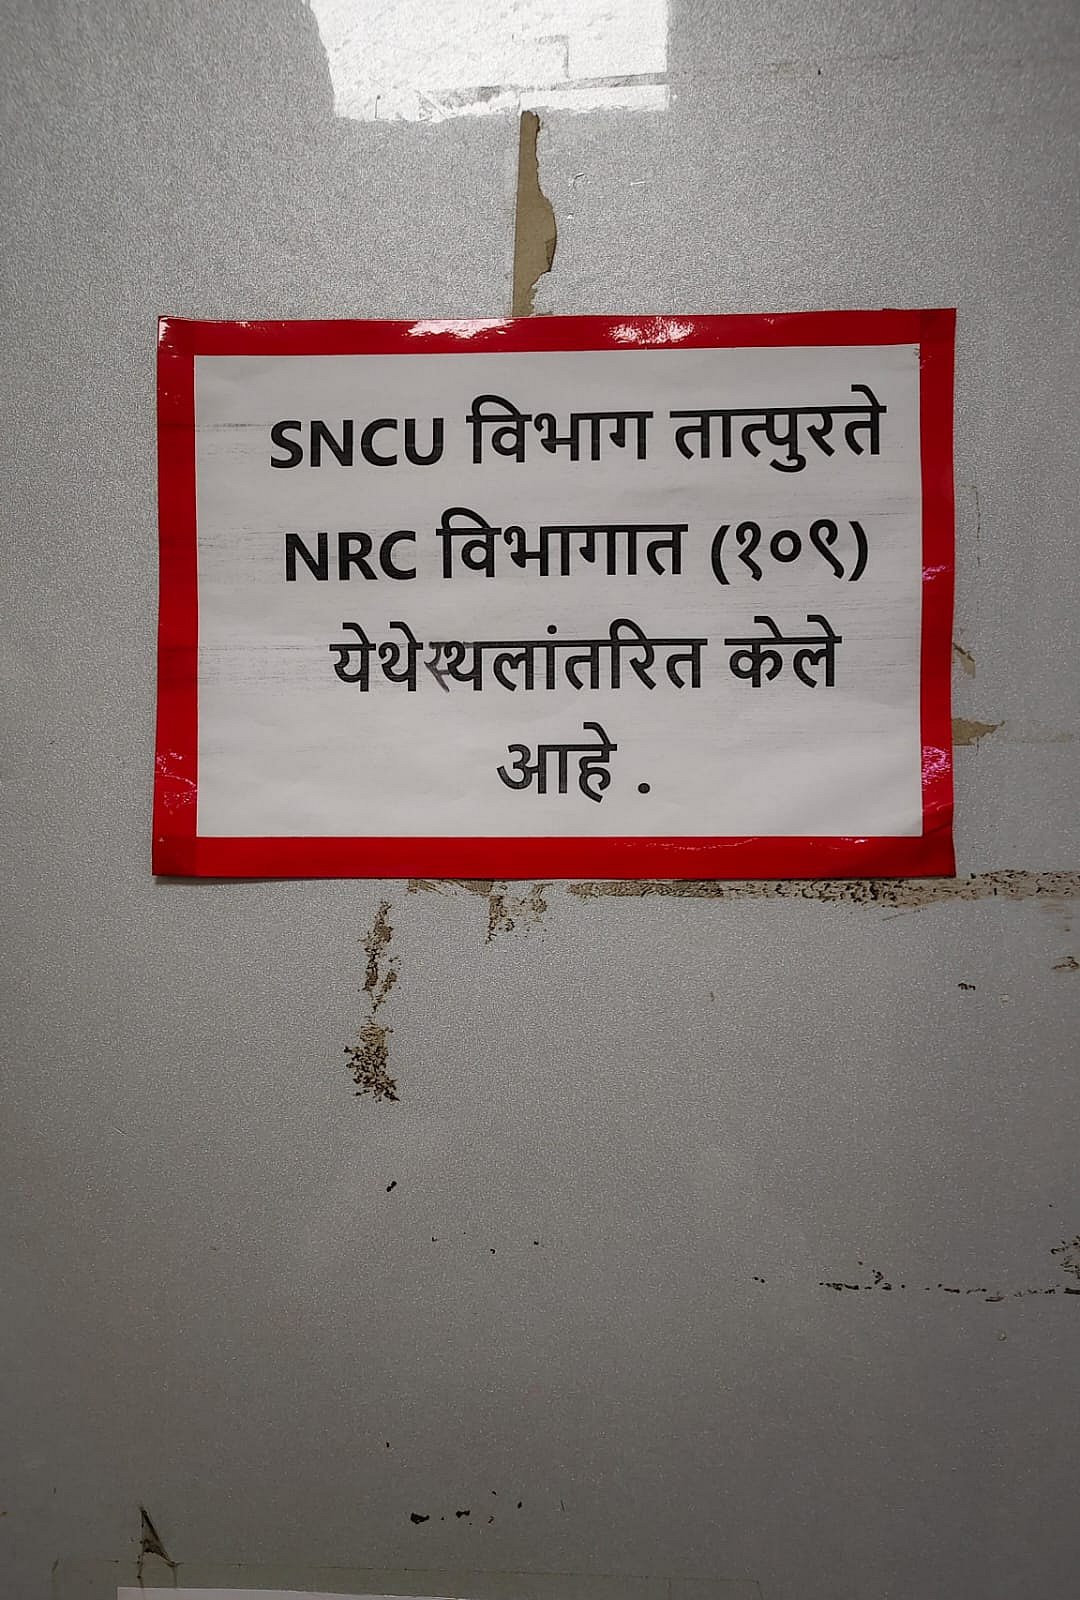 SNCU विभाग तात्पुरते
NRC विभागात (१०९)
येथे स्थलांतरित केले
आहे .